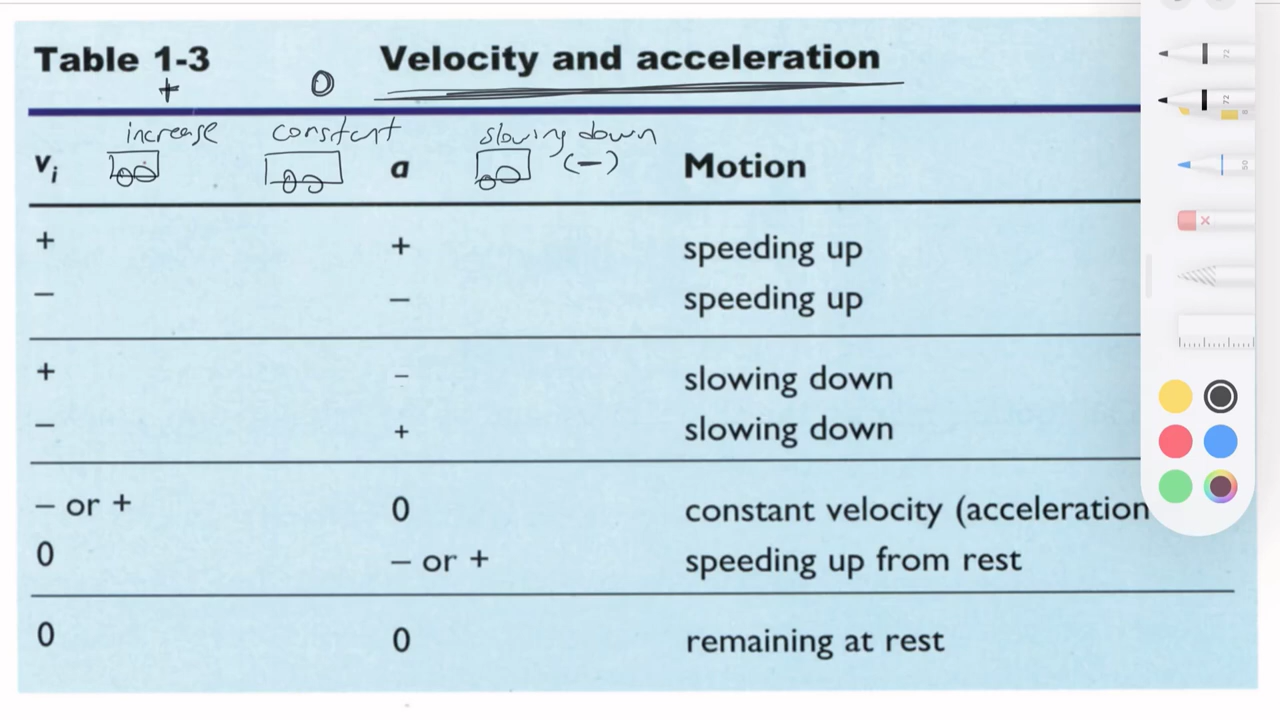 Table 1-3 Velocity and acceleration
+ 0
increase constant slowing down
vi a (−) Motion
+ + speeding up
− − speeding up
+ − slowing down
− + slowing down
− or + 0 constant velocity (acceleration
0 − or + speeding up from rest
0 0 remaining at rest